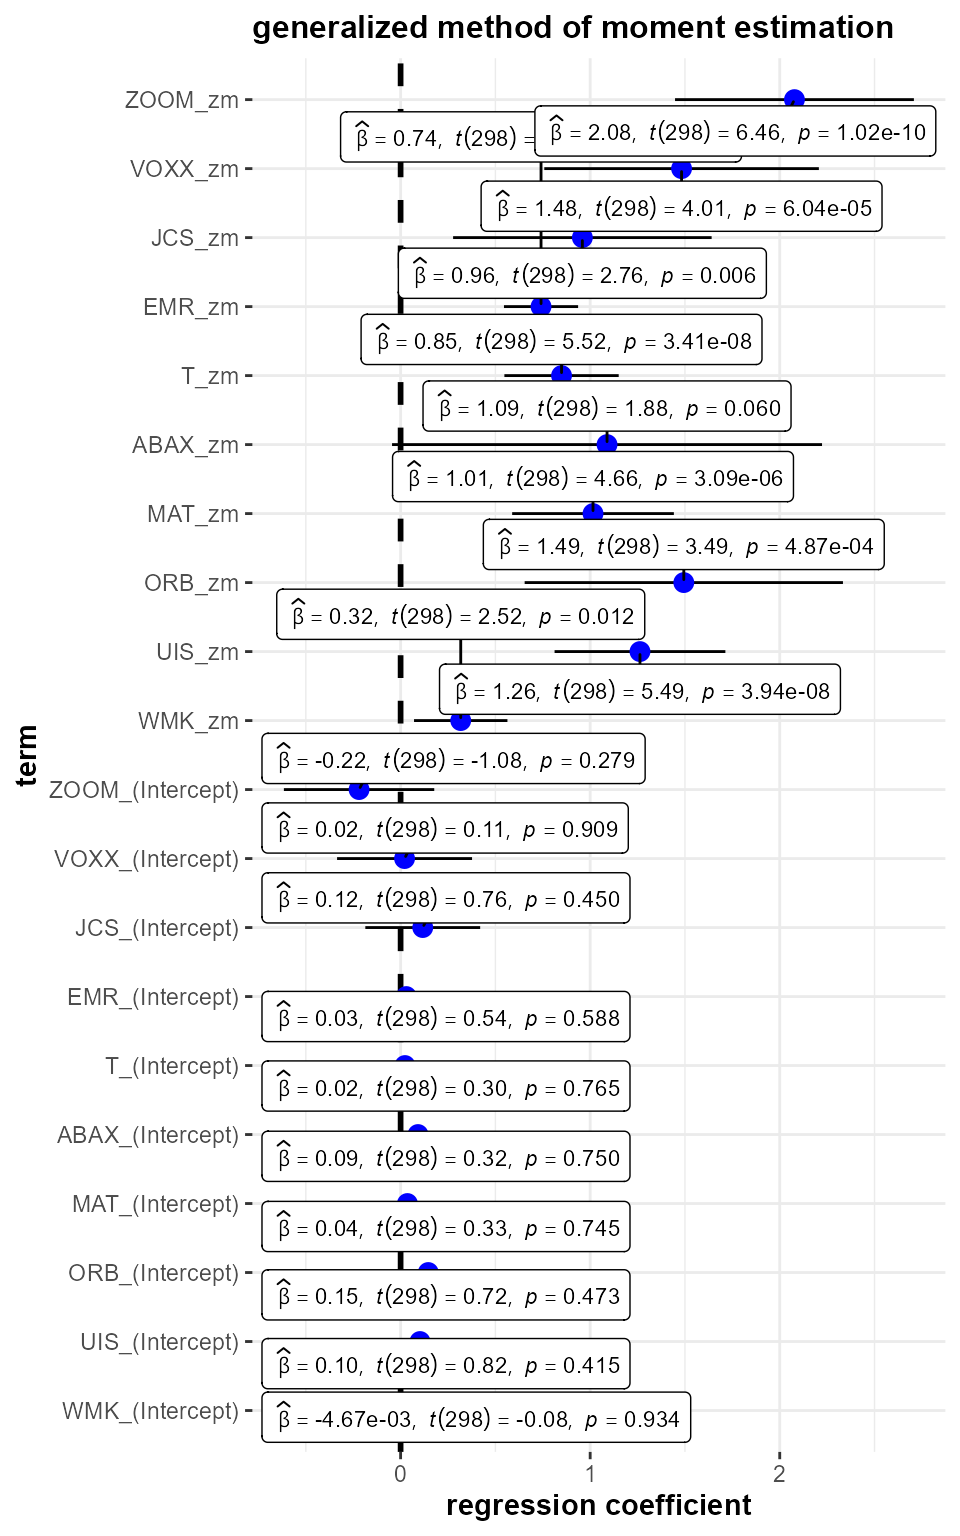 generalized method of moment estimation
ZOOM_zm
β̂ = 0.74, t(298) =
β̂ = 2.08, t(298) = 6.46, p = 1.02e-10
VOXX_zm
β̂ = 1.48, t(298) = 4.01, p = 6.04e-05
JCS_zm
β̂ = 0.96, t(298) = 2.76, p = 0.006
EMR_zm
β̂ = 0.85, t(298) = 5.52, p = 3.41e-08
T_zm
β̂ = 1.09, t(298) = 1.88, p = 0.060
ABAX_zm
β̂ = 1.01, t(298) = 4.66, p = 3.09e-06
MAT_zm
β̂ = 1.49, t(298) = 3.49, p = 4.87e-04
ORB_zm
β̂ = 0.32, t(298) = 2.52, p = 0.012
UIS_zm
β̂ = 1.26, t(298) = 5.49, p = 3.94e-08
WMK_zm
β̂ = -0.22, t(298) = -1.08, p = 0.279
ZOOM_(Intercept)
β̂ = 0.02, t(298) = 0.11, p = 0.909
VOXX_(Intercept)
β̂ = 0.12, t(298) = 0.76, p = 0.450
JCS_(Intercept)
EMR_(Intercept)
β̂ = 0.03, t(298) = 0.54, p = 0.588
T_(Intercept)
β̂ = 0.02, t(298) = 0.30, p = 0.765
ABAX_(Intercept)
β̂ = 0.09, t(298) = 0.32, p = 0.750
MAT_(Intercept)
β̂ = 0.04, t(298) = 0.33, p = 0.745
ORB_(Intercept)
β̂ = 0.15, t(298) = 0.72, p = 0.473
UIS_(Intercept)
β̂ = 0.10, t(298) = 0.82, p = 0.415
WMK_(Intercept)
β̂ = -4.67e-03, t(298) = -0.08, p = 0.934
term
0 1 2
regression coefficient